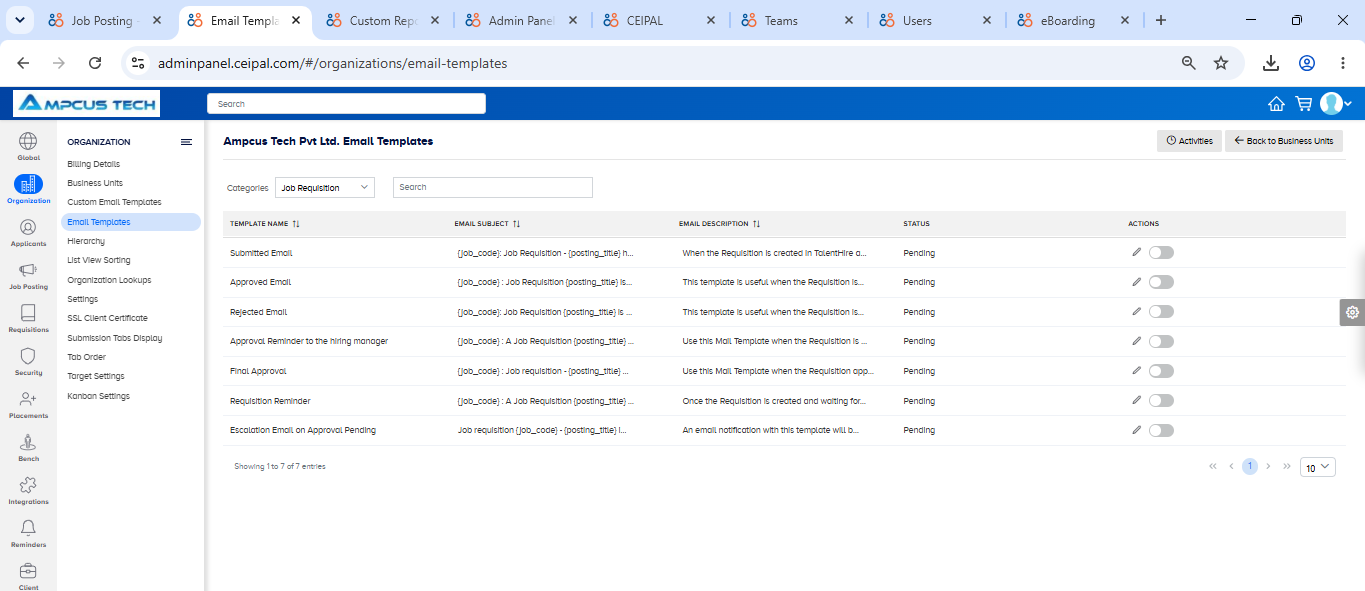 Job Posting -
Email Templa
Custom Repo
Admin Panel
CEIPAL
Teams
Users
eBoarding
adminpanel.ceipal.com/#/organizations/email-templates
AMPCUS TECH
Search
Global
Organization
Applicants
Job Posting
Requisitions
Security
Placements
Bench
Integrations
Reminders
Client
ORGANIZATION
Billing Details
Business Units
Custom Email Templates
Email Templates
Hierarchy
List View Sorting
Organization Lookups
Settings
SSL Client Certificate
Submission Tabs Display
Tab Order
Target Settings
Kanban Settings
Ampcus Tech Pvt Ltd. Email Templates
Activities
Back to Business Units
Categories Job Requisition Search
TEMPLATE NAME EMAIL SUBJECT EMAIL DESCRIPTION STATUS ACTIONS
Submitted Email {job_code}: Job Requisition - {posting_title} h... When the Requisition is created in TalentHire a... Pending
Approved Email {job_code} : Job Requisition {posting_title} is... This template is useful when the Requisition is... Pending
Rejected Email {job_code}: Job Requisition {posting_title} is ... This template is useful when the Requisition is... Pending
Approval Reminder to the hiring manager {job_code} : A Job Requisition {posting_title} ... Use this Mail Template when the Requisition is ... Pending
Final Approval {job_code} : Job requisition - {posting_title} ... Use this Mail Template when the Requisition app... Pending
Requisition Reminder {job_code} : A Job Requisition {posting_title} ... Once the Requisition is created and waiting for... Pending
Escalation Email on Approval Pending Job requisition {job_code} - {posting_title} i... An email notification with this template will b... Pending
Showing 1 to 7 of 7 entries
1
10